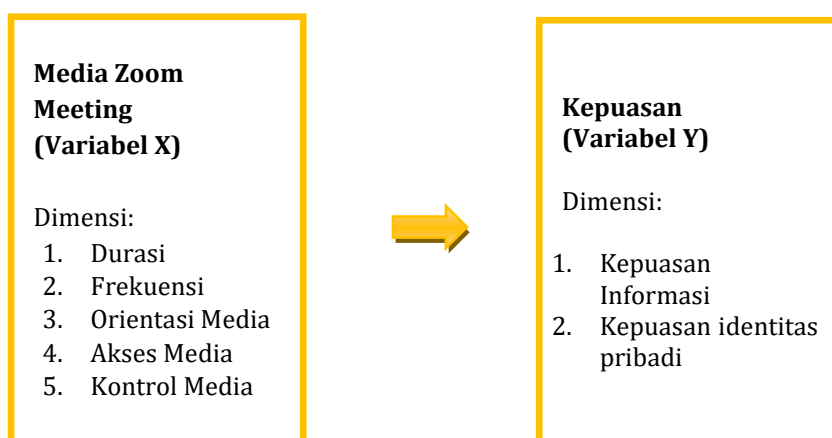 Media Zoom
Meeting
(Variabel X)
Dimensi:
1. Durasi
2. Frekuensi
3. Orientasi Media
4. Akses Media
5. Kontrol Media
Kepuasan
(Variabel Y)
Dimensi:
1. Kepuasan
Informasi
2. Kepuasan identitas
pribadi